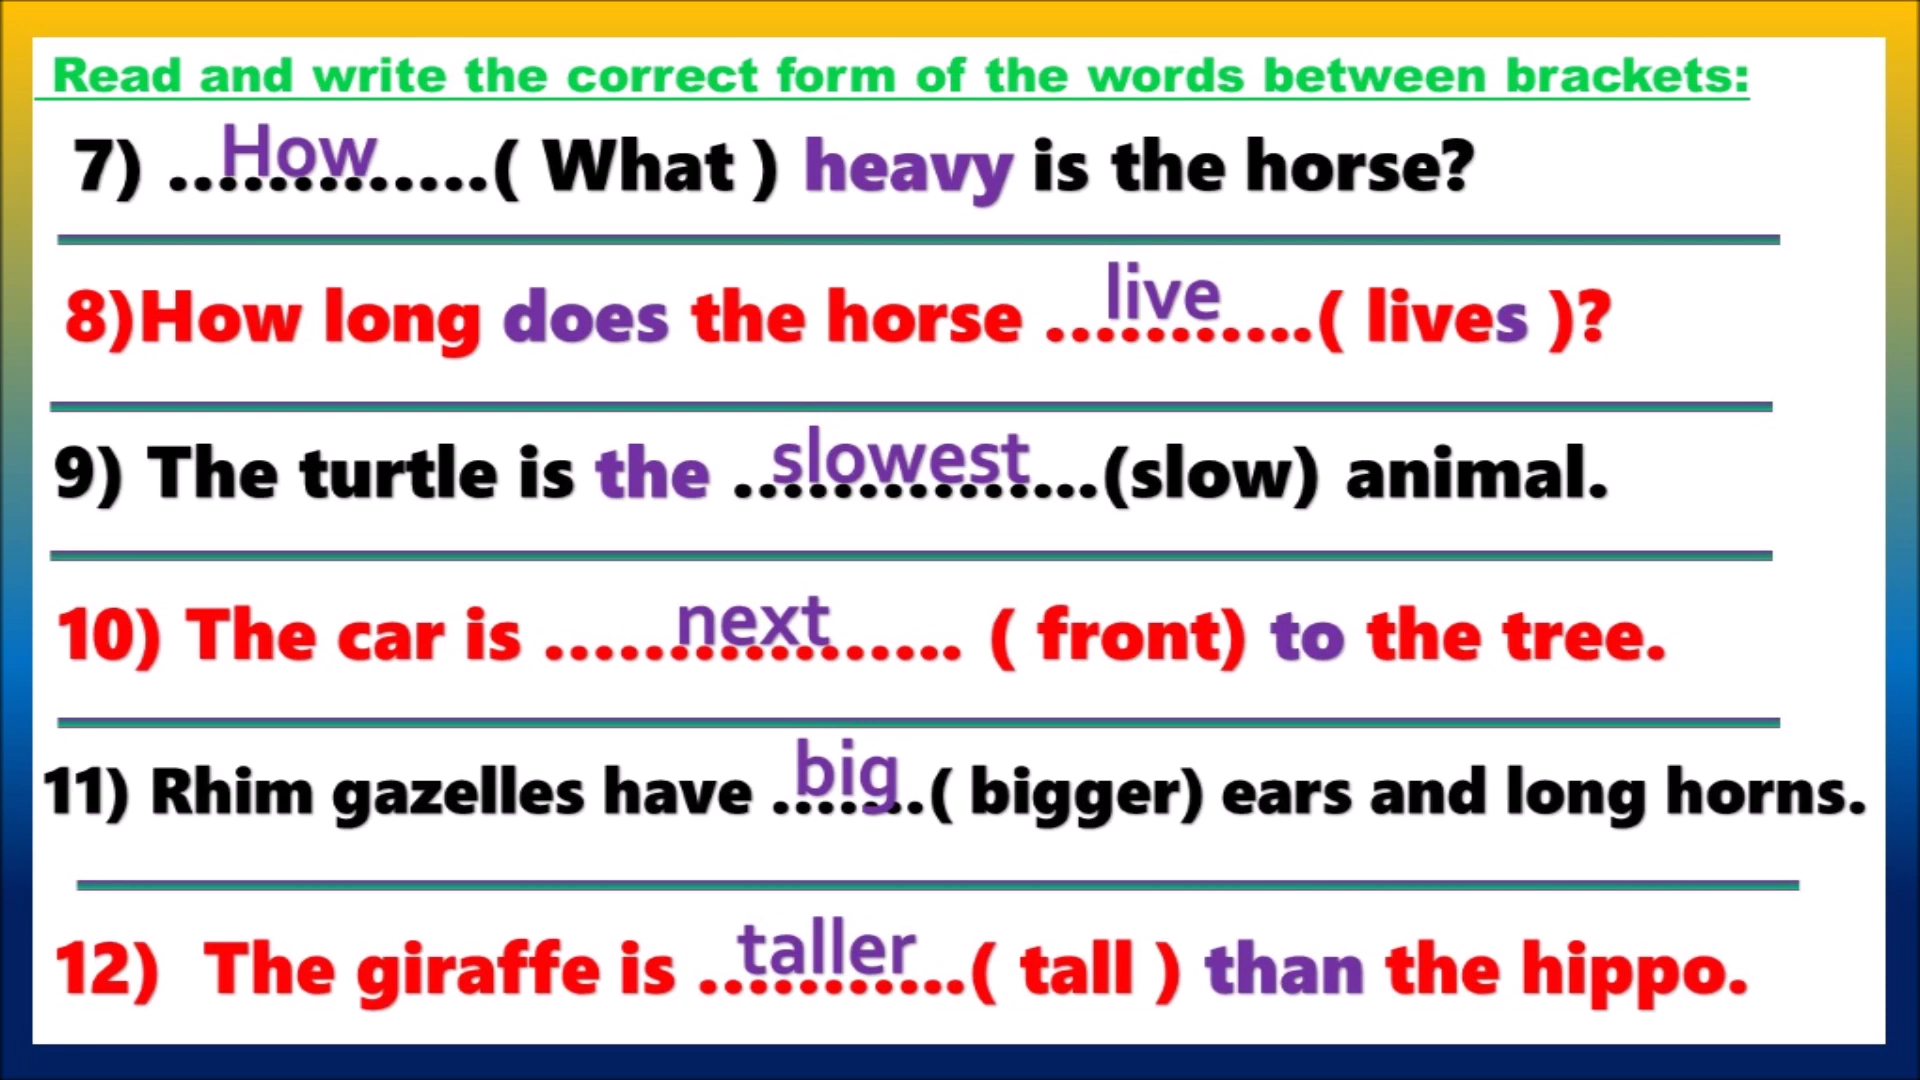 Read and write the correct form of the words between brackets:
7) ..How...........( What ) heavy is the horse?
8)How long does the horse ...live........( lives )?
9) The turtle is the ..slowest.............(slow) animal.
10) The car is ......next........... ( front) to the tree.
11) Rhim gazelles have .big......( bigger) ears and long horns.
12) The giraffe is ..taller.........( tall ) than the hippo.